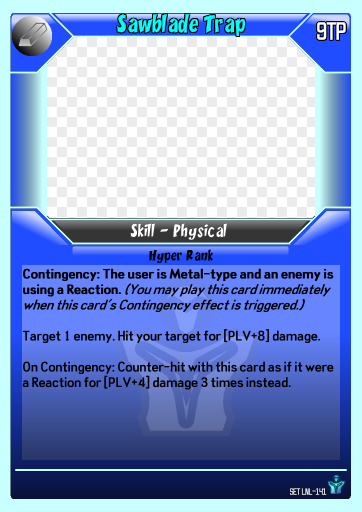 Sawblade Trap
9TP
Skill - Physical
Hyper Rank
Contingency: The user is Metal-type and an enemy is
using a Reaction. (You may play this card immediately
when this card's Contingency effect is triggered.)
Target 1 enemy. Hit your target for [PLV+8] damage.
On Contingency: Counter-hit with this card as if it were
a Reaction for [PLV+4] damage 3 times instead.
SET LNL-141